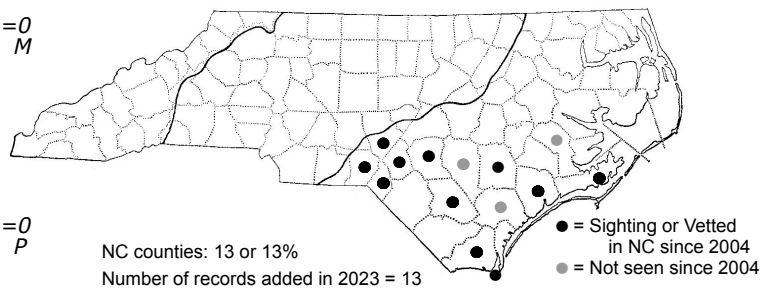 =0
M
=0
P
NC counties: 13 or 13%
Number of records added in 2023 = 13
= Sighting or Vetted
in NC since 2004
= Not seen since 2004